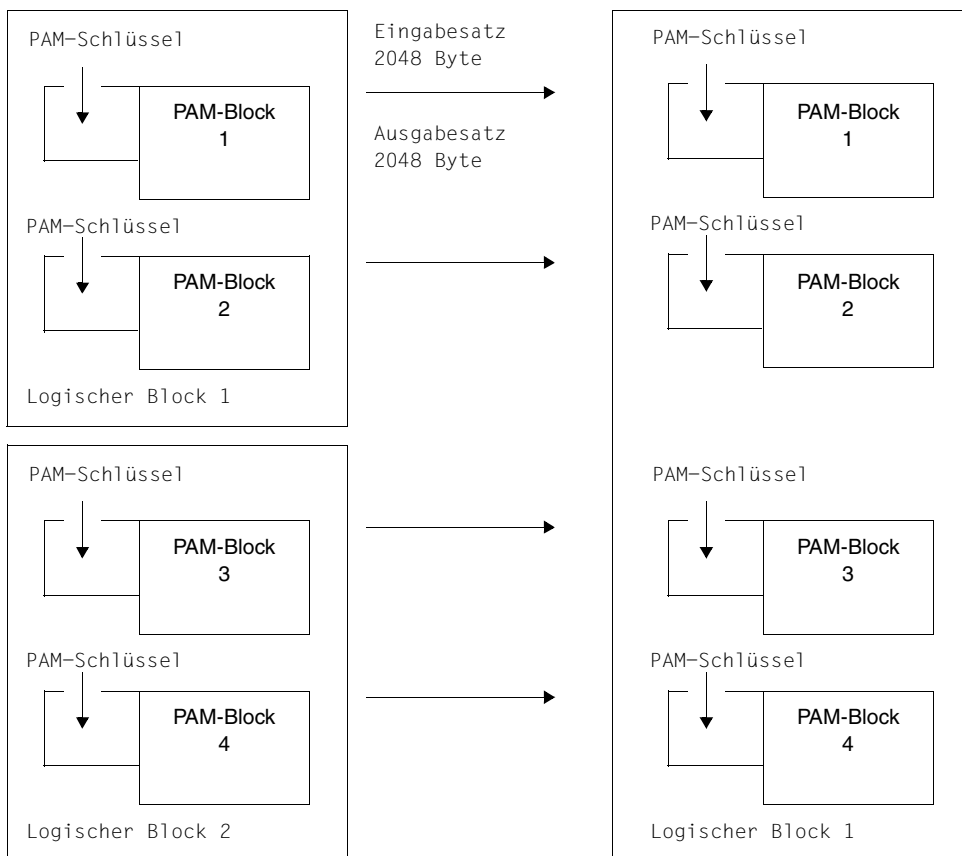 PAM-Schlüssel
PAM-Block
1
PAM-Schlüssel
PAM-Block
2
Logischer Block 1
Eingabesatz
2048 Byte
Ausgabesatz
2048 Byte
PAM-Schlüssel
PAM-Block
1
PAM-Schlüssel
PAM-Block
2
PAM-Schlüssel
PAM-Block
3
PAM-Schlüssel
PAM-Block
4
Logischer Block 2
PAM-Schlüssel
PAM-Block
3
PAM-Schlüssel
PAM-Block
4
Logischer Block 1